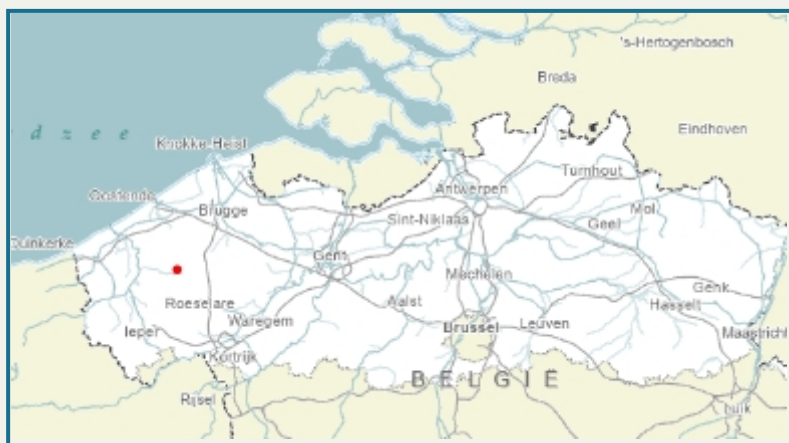 's-Hertogenbosch
Breda
d z e e
Eindhoven
Knokke-Heist
Turnhout
Oostende
Antwerpen
Brugge
Sint-Niklaas
Mol
Geel
Duinkerke
Gent
Mechelen
Genk
Roeselare
Aalst
Hasselt
Ieper
Waregem
Brussel
Leuven
Maastricht
Kortrijk
BELGIË
Rijsel
Luik